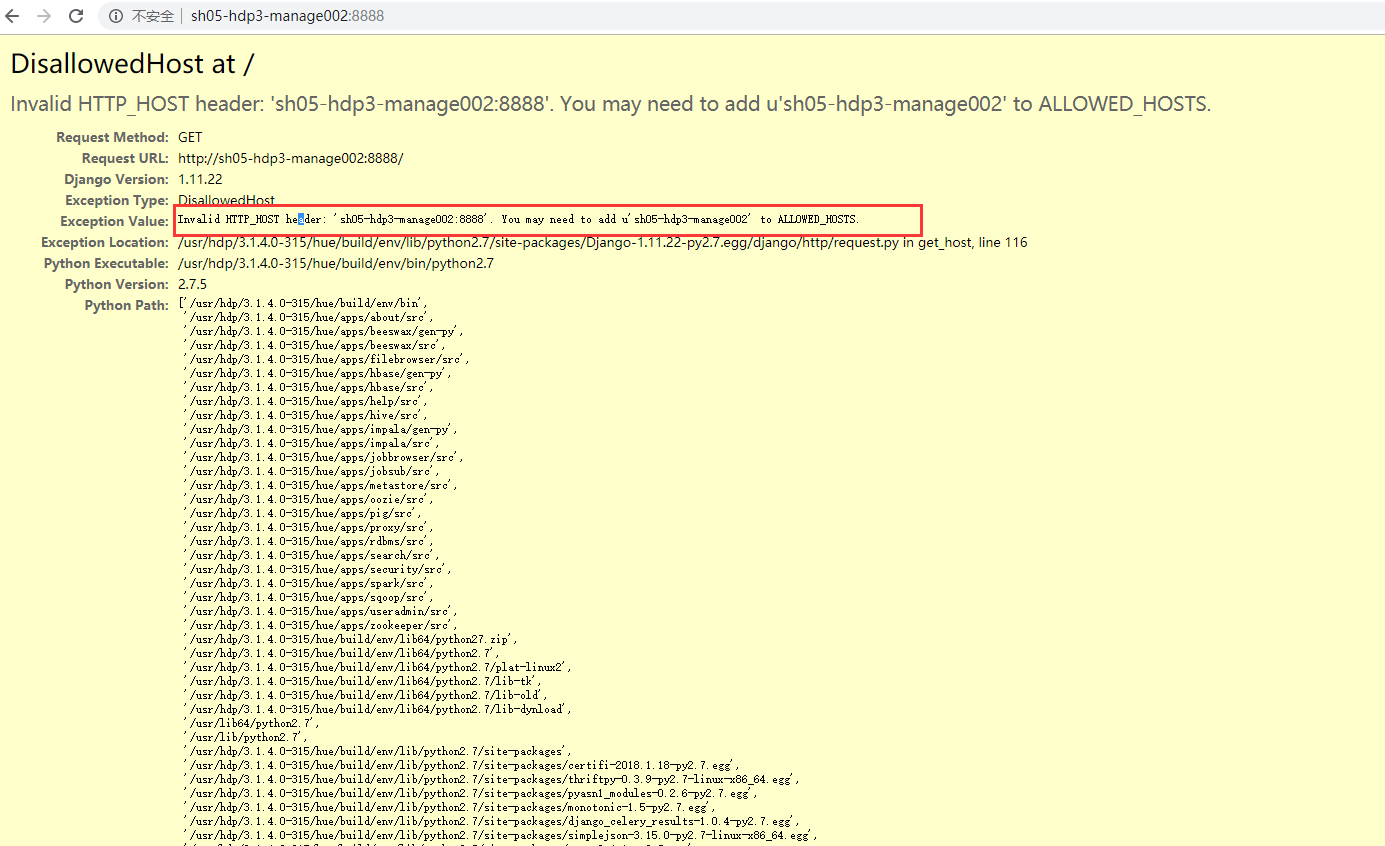 不安全 | sh05-hdp3-manage002:8888
DisallowedHost at /
Invalid HTTP_HOST header: 'sh05-hdp3-manage002:8888'. You may need to add u'sh05-hdp3-manage002' to ALLOWED_HOSTS.
Request Method: GET
Request URL: http://sh05-hdp3-manage002:8888/
Django Version: 1.11.22
Exception Type: DisallowedHost
Exception Value: Invalid HTTP_HOST header: 'sh05-hdp3-manage002:8888'. You may need to add u'sh05-hdp3-manage002' to ALLOWED_HOSTS.
Exception Location: /usr/hdp/3.1.4.0-315/hue/build/env/lib/python2.7/site-packages/Django-1.11.22-py2.7.egg/django/http/request.py in get_host, line 116
Python Executable: /usr/hdp/3.1.4.0-315/hue/build/env/bin/python2.7
Python Version: 2.7.5
Python Path: ['/usr/hdp/3.1.4.0-315/hue/build/env/bin',
'/usr/hdp/3.1.4.0-315/hue/apps/about/src',
'/usr/hdp/3.1.4.0-315/hue/apps/beeswax/gen-py',
'/usr/hdp/3.1.4.0-315/hue/apps/beeswax/src',
'/usr/hdp/3.1.4.0-315/hue/apps/filebrowser/src',
'/usr/hdp/3.1.4.0-315/hue/apps/hbase/gen-py',
'/usr/hdp/3.1.4.0-315/hue/apps/hbase/src',
'/usr/hdp/3.1.4.0-315/hue/apps/help/src',
'/usr/hdp/3.1.4.0-315/hue/apps/hive/src',
'/usr/hdp/3.1.4.0-315/hue/apps/impala/gen-py',
'/usr/hdp/3.1.4.0-315/hue/apps/impala/src',
'/usr/hdp/3.1.4.0-315/hue/apps/jobbrowser/src',
'/usr/hdp/3.1.4.0-315/hue/apps/jobsub/src',
'/usr/hdp/3.1.4.0-315/hue/apps/metastore/src',
'/usr/hdp/3.1.4.0-315/hue/apps/oozie/src',
'/usr/hdp/3.1.4.0-315/hue/apps/pig/src',
'/usr/hdp/3.1.4.0-315/hue/apps/proxy/src',
'/usr/hdp/3.1.4.0-315/hue/apps/rdbms/src',
'/usr/hdp/3.1.4.0-315/hue/apps/search/src',
'/usr/hdp/3.1.4.0-315/hue/apps/security/src',
'/usr/hdp/3.1.4.0-315/hue/apps/spark/src',
'/usr/hdp/3.1.4.0-315/hue/apps/sqoop/src',
'/usr/hdp/3.1.4.0-315/hue/apps/useradmin/src',
'/usr/hdp/3.1.4.0-315/hue/apps/zookeeper/src',
'/usr/hdp/3.1.4.0-315/hue/build/env/lib64/python27.zip',
'/usr/hdp/3.1.4.0-315/hue/build/env/lib64/python2.7',
'/usr/hdp/3.1.4.0-315/hue/build/env/lib64/python2.7/plat-linux2',
'/usr/hdp/3.1.4.0-315/hue/build/env/lib64/python2.7/lib-tk',
'/usr/hdp/3.1.4.0-315/hue/build/env/lib64/python2.7/lib-old',
'/usr/hdp/3.1.4.0-315/hue/build/env/lib64/python2.7/lib-dynload',
'/usr/lib64/python2.7',
'/usr/lib/python2.7',
'/usr/hdp/3.1.4.0-315/hue/build/env/lib/python2.7/site-packages',
'/usr/hdp/3.1.4.0-315/hue/build/env/lib/python2.7/site-packages/certifi-2018.1.18-py2.7.egg',
'/usr/hdp/3.1.4.0-315/hue/build/env/lib/python2.7/site-packages/thriftpy-0.3.9-py2.7-linux-x86_64.egg',
'/usr/hdp/3.1.4.0-315/hue/build/env/lib/python2.7/site-packages/pyasn1_modules-0.2.6-py2.7.egg',
'/usr/hdp/3.1.4.0-315/hue/build/env/lib/python2.7/site-packages/monotonic-1.5-py2.7.egg',
'/usr/hdp/3.1.4.0-315/hue/build/env/lib/python2.7/site-packages/django_celery_results-1.0.4-py2.7.egg',
'/usr/hdp/3.1.4.0-315/hue/build/env/lib/python2.7/site-packages/simplejson-3.15.0-py2.7-linux-x86_64.egg',